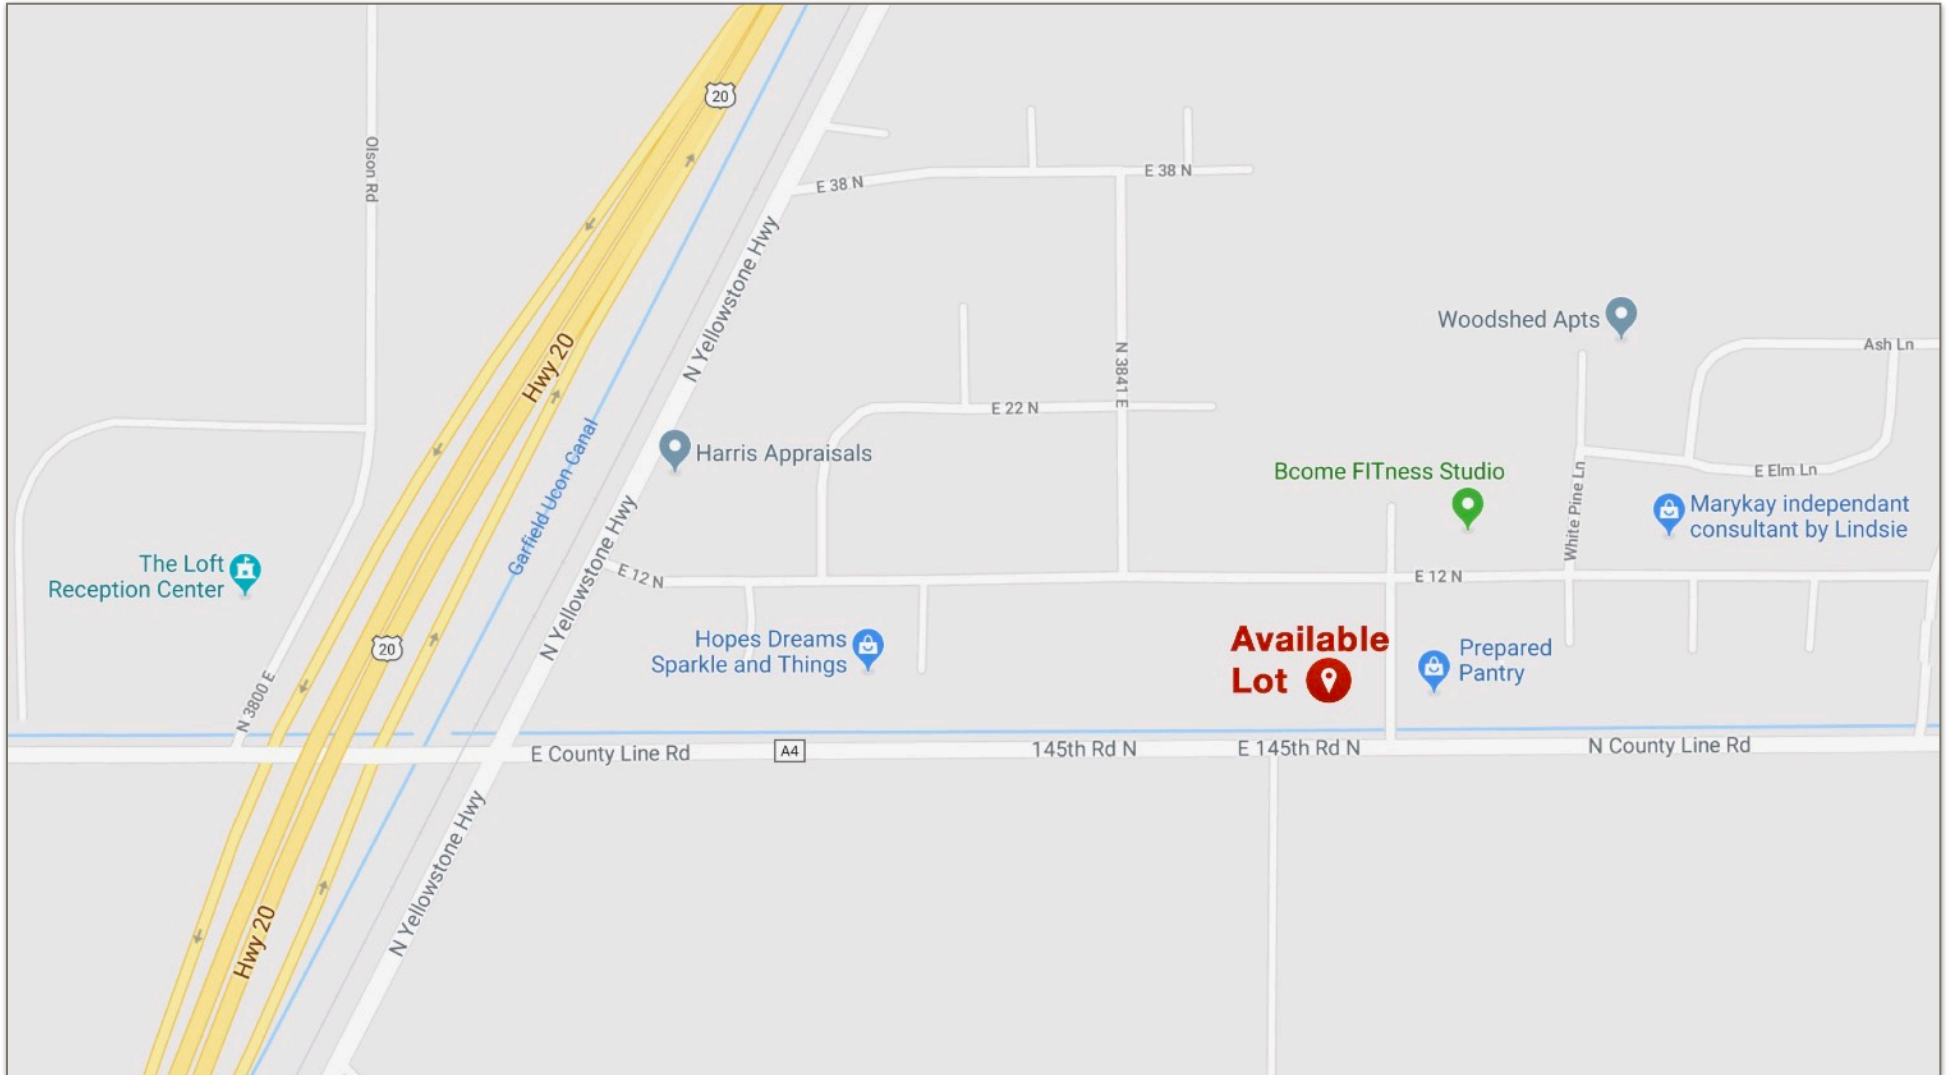 20
Olson Rd
E 38 N
E 38 N
N Yellowstone Hwy
Woodshed Apts
Ash Ln
Hwy 20
N 3841 E
E 22 N
Harris Appraisals
Garfield Ucon Canal
Bcome FITness Studio
E Elm Ln
White Pine Ln
Marykay independant
consultant by Lindsie
The Loft
Reception Center
N Yellowstone Hwy
E 12 N
E 12 N
20
Hopes Dreams
Sparkle and Things
Available
Lot
Prepared
Pantry
N 3800 E
E County Line Rd
A4
145th Rd N
E 145th Rd N
N County Line Rd
N Yellowstone Hwy
Hwy 20